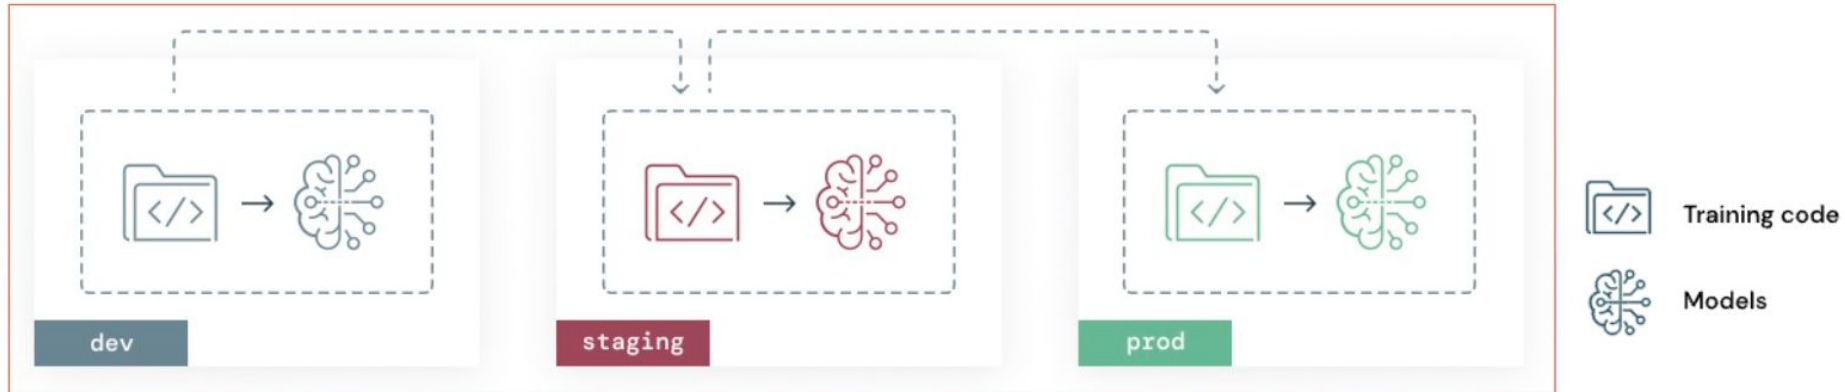 dev
staging
prod
</>
</>
</>
</>
Training code
Models